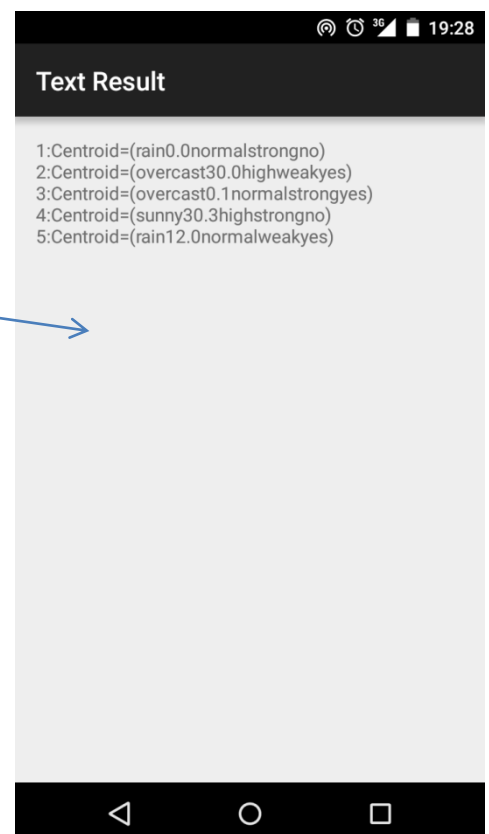 3G 19:28
Text Result
1:Centroid=(rain0.0normalstrongno)
2:Centroid=(overcast30.0highweakyes)
3:Centroid=(overcast0.1normalstrongyes)
4:Centroid=(sunny30.3highstrongno)
5:Centroid=(rain12.0normalweakyes)